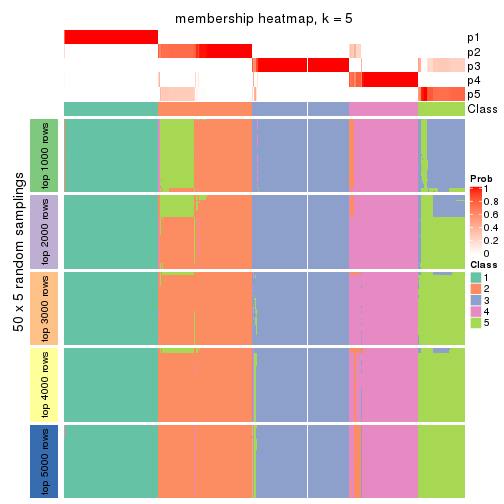 membership heatmap, k = 5
p1
p2
p3
p4
p5
Class
50 x 5 random samplings
top 1000 rows
top 2000 rows
top 3000 rows
top 4000 rows
top 5000 rows
Prob
1
0.8
0.6
0.4
0.2
0
Class
1
2
3
4
5